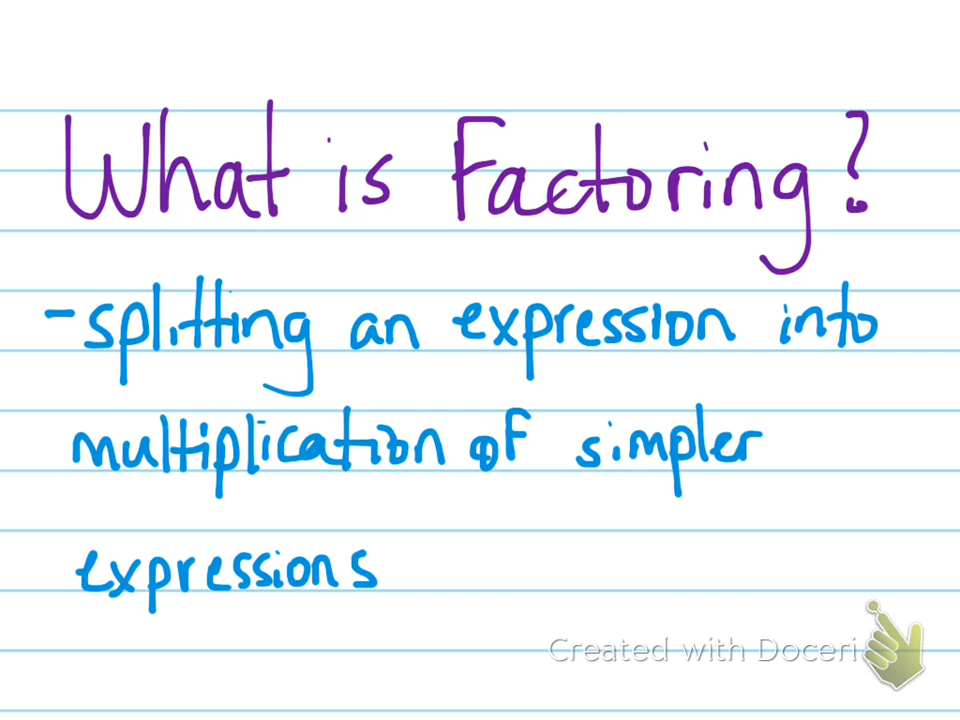 What is Factoring?
-splitting an expression into
multiplication of simpler
expressions
Created with Doceri